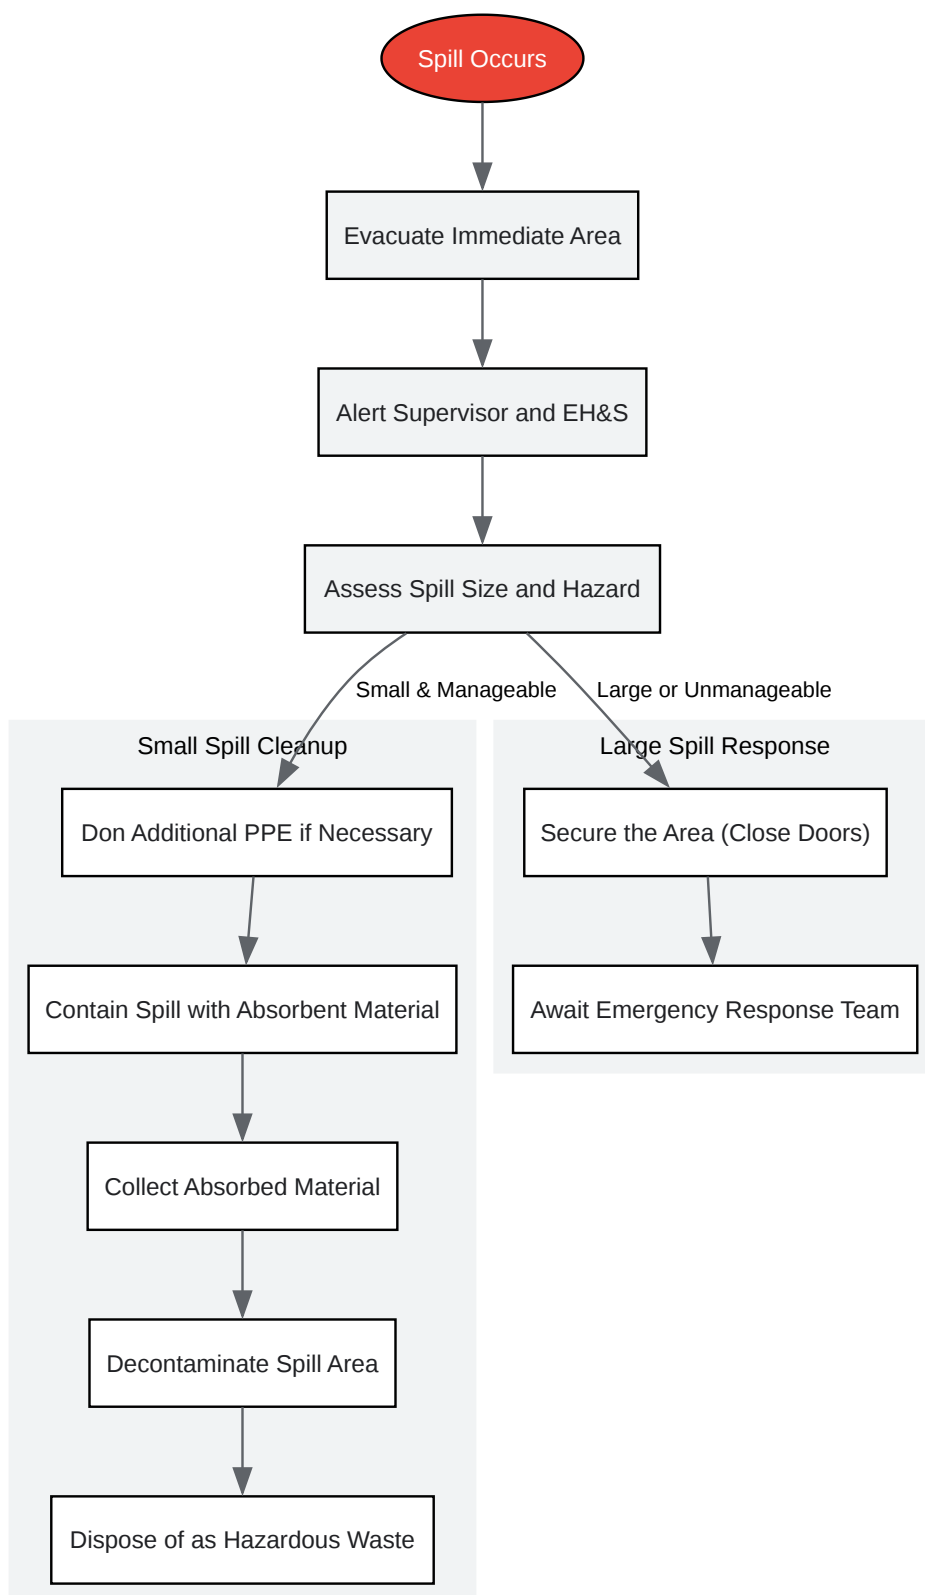 Spill Occurs
Evacuate Immediate Area
Alert Supervisor and EH&S
Assess Spill Size and Hazard
Small & Manageable
Large or Unmanageable
Small Spill Cleanup
Don Additional PPE if Necessary
Contain Spill with Absorbent Material
Collect Absorbed Material
Decontaminate Spill Area
Dispose of as Hazardous Waste
Large Spill Response
Secure the Area (Close Doors)
Await Emergency Response Team